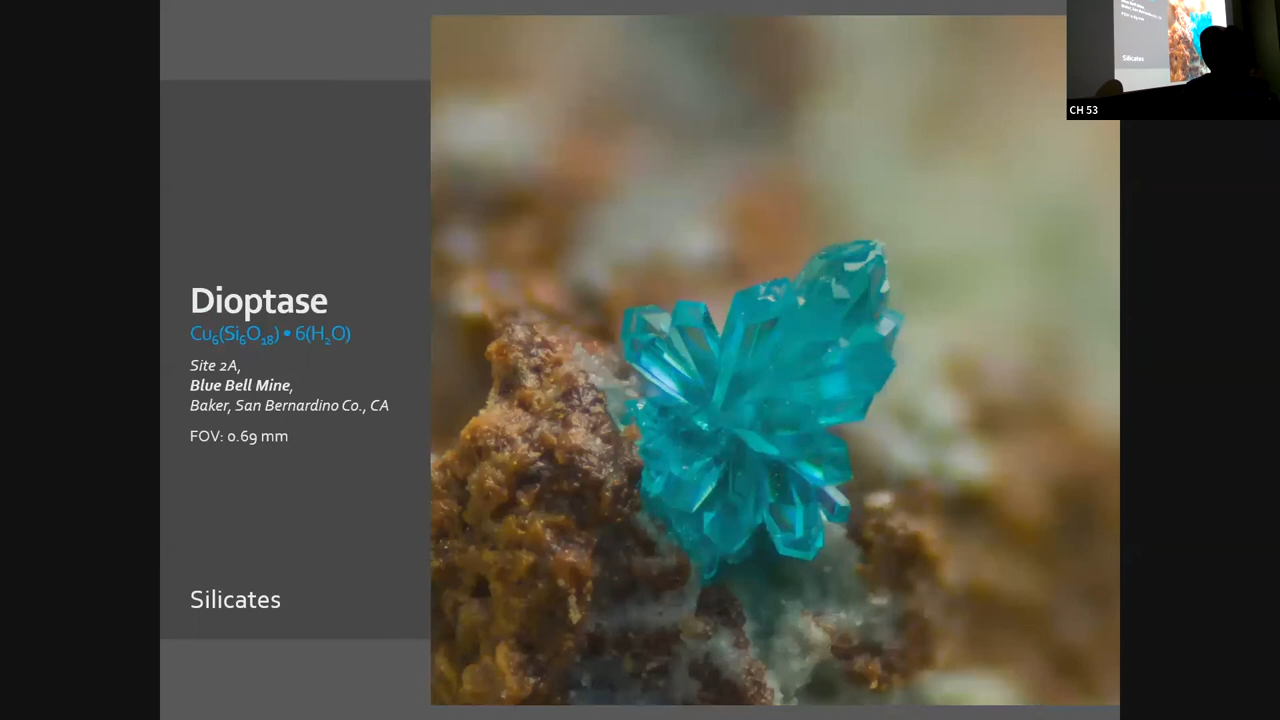 Dioptase
Cu₆(Si₆O₁₈) • 6(H₂O)
Site 2A,
Blue Bell Mine,
Baker, San Bernardino Co., CA
FOV: 0.69 mm
Silicates
Silicates
CH 53